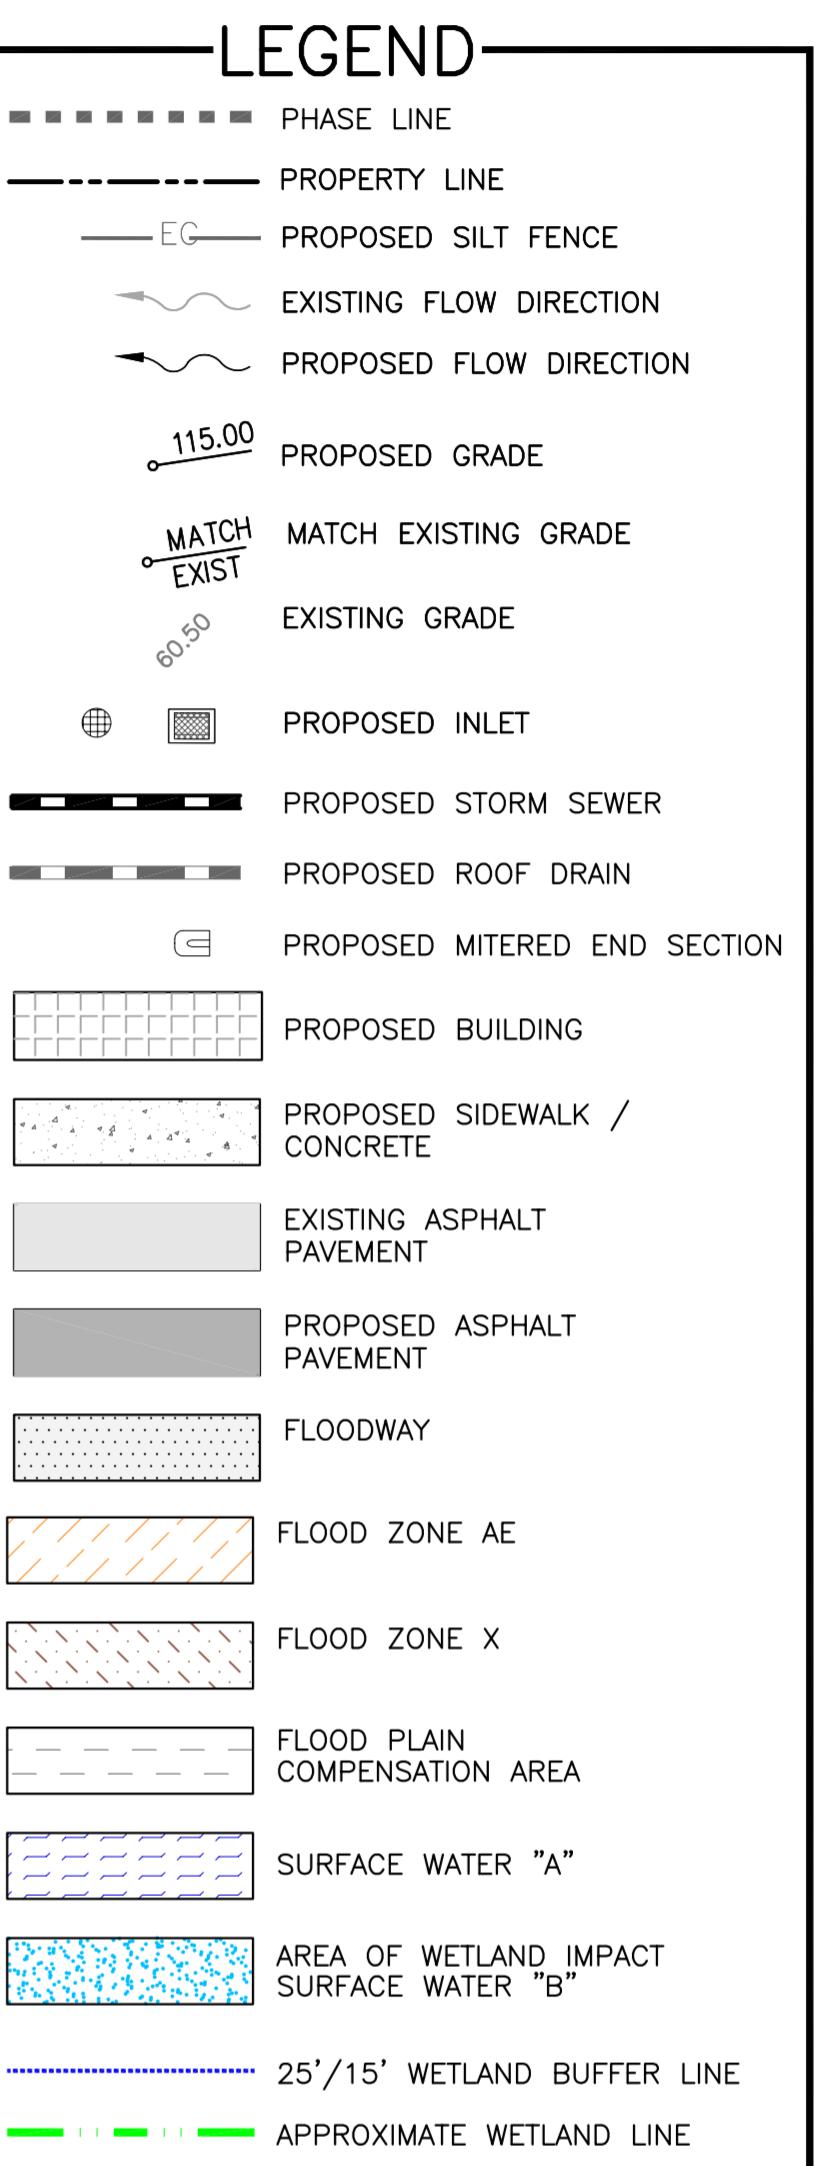 LEGEND
PHASE LINE
PROPERTY LINE
EG PROPOSED SILT FENCE
EXISTING FLOW DIRECTION
PROPOSED FLOW DIRECTION
115.00 PROPOSED GRADE
MATCH EXIST MATCH EXISTING GRADE
60.50 EXISTING GRADE
PROPOSED INLET
PROPOSED STORM SEWER
PROPOSED ROOF DRAIN
PROPOSED MITERED END SECTION
PROPOSED BUILDING
PROPOSED SIDEWALK /
CONCRETE
EXISTING ASPHALT
PAVEMENT
PROPOSED ASPHALT
PAVEMENT
FLOODWAY
FLOOD ZONE AE
FLOOD ZONE X
FLOOD PLAIN
COMPENSATION AREA
SURFACE WATER "A"
AREA OF WETLAND IMPACT
SURFACE WATER "B"
25'/15' WETLAND BUFFER LINE
APPROXIMATE WETLAND LINE